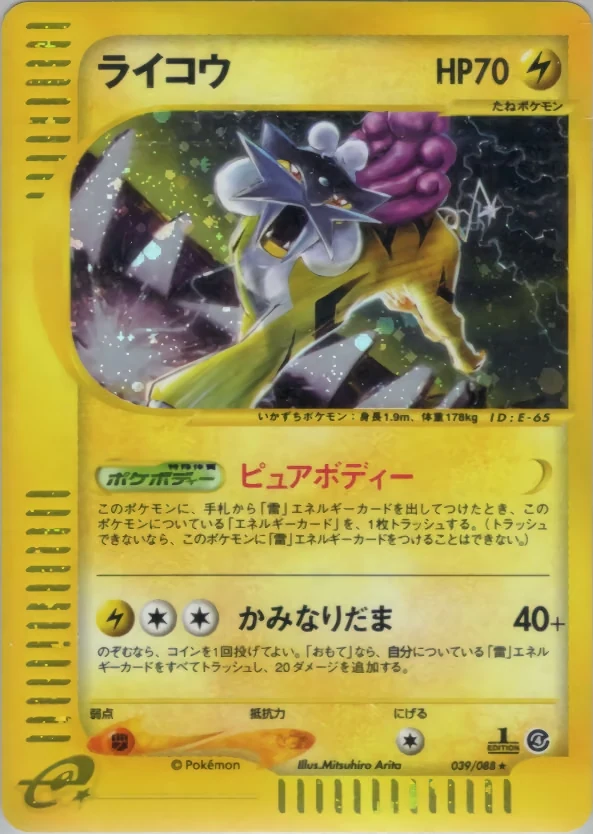 ライコウ HP70
たねポケモン
いかずちポケモン：身長1.9m、体重178kg ID:E-65
特殊体質
ポケボディー ピュアボディー
このポケモンに、手札から「雷」エネルギーカードを出してつけたとき、この
ポケモンについている「エネルギーカード」を、1枚トラッシュする。（トラッシュ
できないなら、このポケモンに「雷」エネルギーカードをつけることはできない。）
かみなりだま 40+
のぞむなら、コインを1回投げてよい。「おもて」なら、自分についている「雷」エネル
ギーカードをすべてトラッシュし、20ダメージを追加する。
弱点 抵抗力 にげる
1
EDITION
© Pokémon Illus. Mitsuhiro Arita 039/088 ★
e